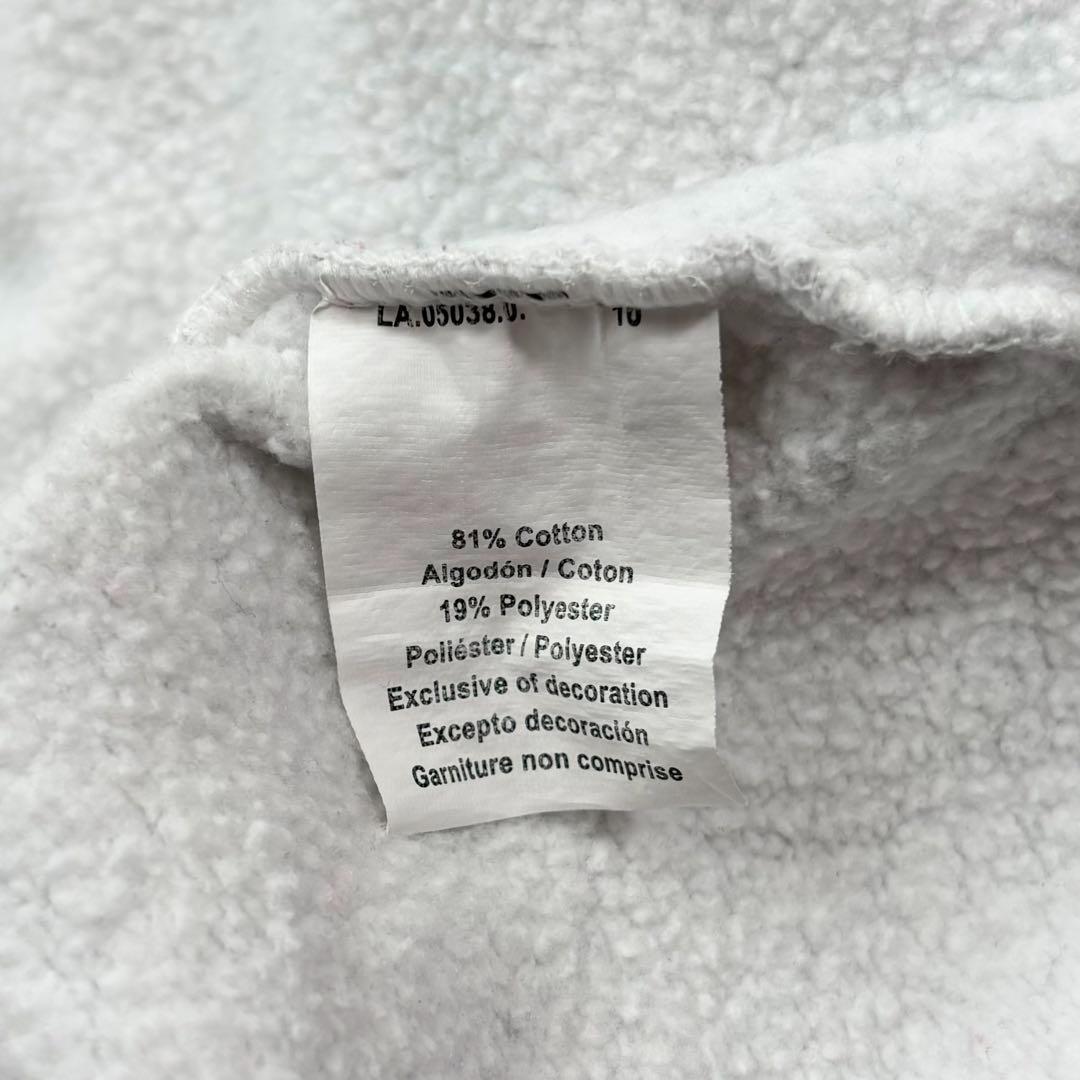 LA.05038.0. 10
81% Cotton
Algodón / Coton
19% Polyester
Poliéster / Polyester
Exclusive of decoration
Excepto decoración
Garniture non comprise